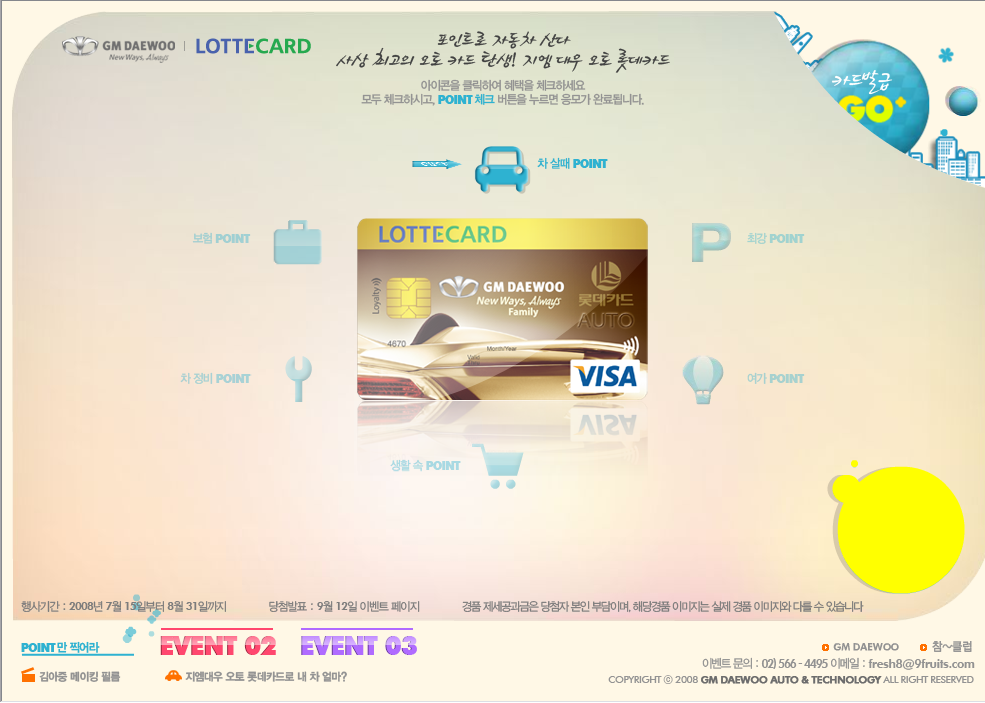 GM DAEWOO
New Ways, Always
LOTTECARD
포인트로 자동차 산다
사상 최고의 오토 카드 탄생! 지엠대우 오토 롯데카드
아이콘을 클릭하여 혜택을 체크하세요
모두 체크하시고, POINT 체크 버튼을 누르면 응모가 완료됩니다.
카드발급
GO+
차 살때 POINT
보험 POINT
최강 POINT
LOTTECARD
Loyalty
GM DAEWOO
New Ways, Always
Family
롯데카드
AUTO
4670
Month/Year
Valid
VISA
차 정비 POINT
여가 POINT
생활 속 POINT
행사기간 : 2008년 7월 15일부터 8월 31일까지
당첨발표 : 9월 12일 이벤트 페이지
경품 제세공과금은 당첨자 본인 부담이며, 해당경품 이미지는 실제 경품 이미지와 다를 수 있습니다
POINT만 찍어라
EVENT 02
EVENT 03
GM DAEWOO
참~클럽
이벤트 문의 : 02) 566 - 4495 이메일 : fresh8@9fruits.com
김아중 메이킹 필름
지엠대우 오토 롯데카드로 내 차 얼마?
COPYRIGHT ⓒ 2008 GM DAEWOO AUTO & TECHNOLOGY ALL RIGHT RESERVED